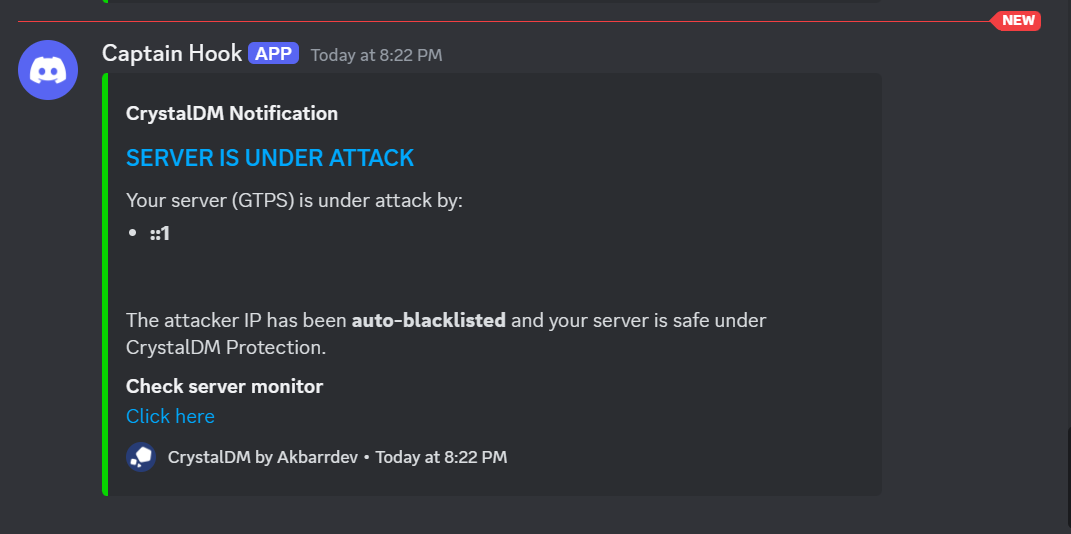 NEW
Captain Hook APP Today at 8:22 PM
CrystalDM Notification
SERVER IS UNDER ATTACK
Your server (GTPS) is under attack by:
• ::1
The attacker IP has been auto-blacklisted and your server is safe under
CrystalDM Protection.
Check server monitor
Click here
CrystalDM by Akbarrdev • Today at 8:22 PM